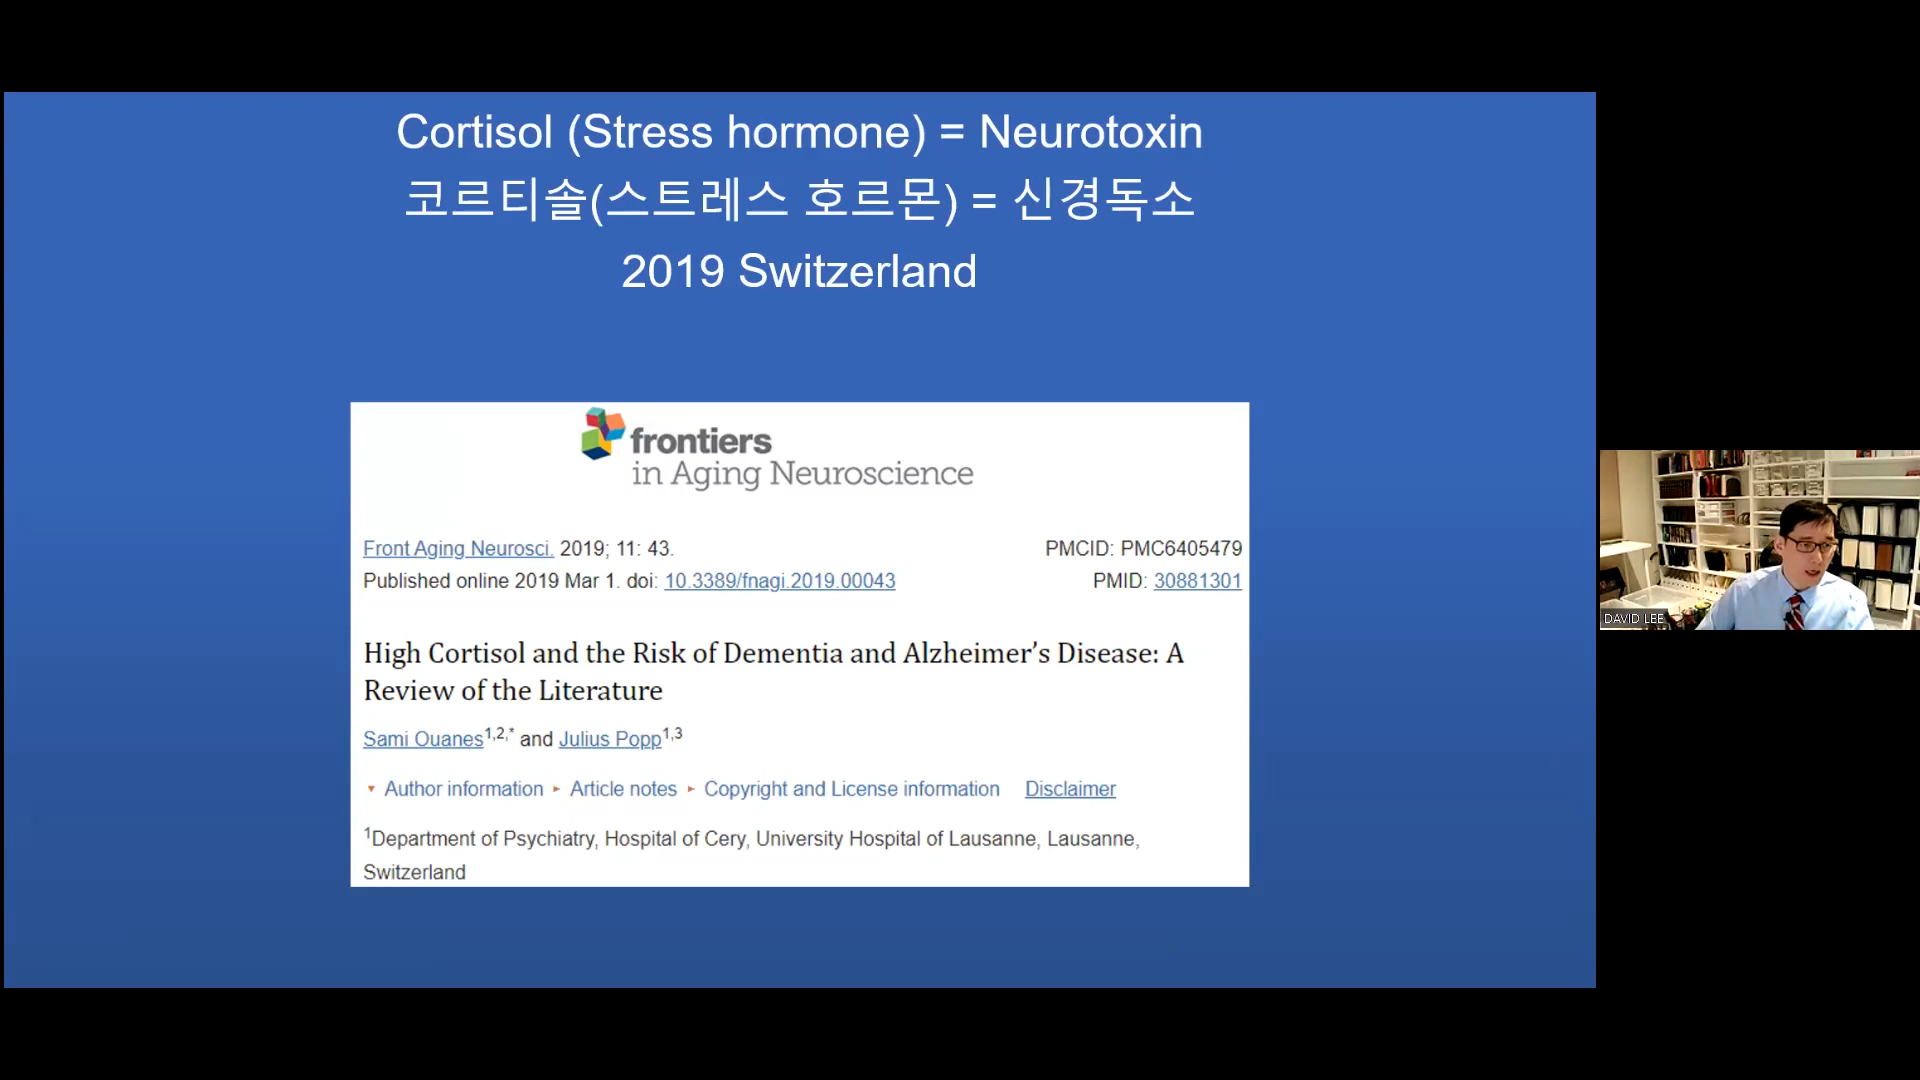 Cortisol (Stress hormone) = Neurotoxin
코르티솔(스트레스 호르몬) = 신경독소
2019 Switzerland
frontiers
in Aging Neuroscience
Front Aging Neurosci. 2019; 11: 43.
PMCID: PMC6405479
Published online 2019 Mar 1. doi: 10.3389/fnagi.2019.00043
PMID: 30881301
High Cortisol and the Risk of Dementia and Alzheimer’s Disease: A
Review of the Literature
Sami Ouanes1,2,* and Julius Popp1,3
▾ Author information ▸ Article notes ▸ Copyright and License information Disclaimer
1Department of Psychiatry, Hospital of Cery, University Hospital of Lausanne, Lausanne,
Switzerland
DAVID LEE